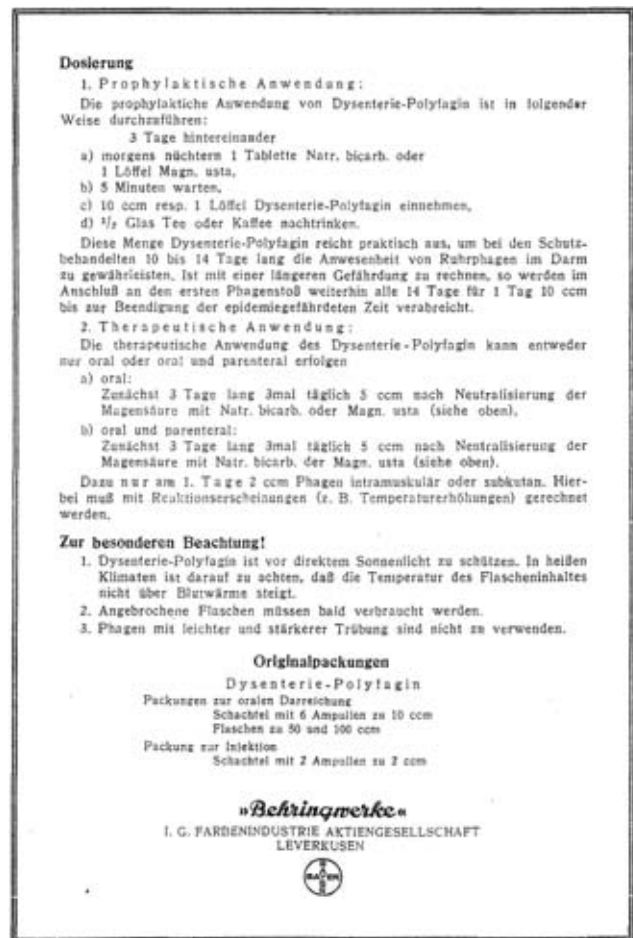 Dosierung
1. Prophylaktische Anwendung:
Die prophylaktiche Anwendung von Dysenterie-Polyfagin ist in folgender
Weise durchzuführen:
3 Tage hintereinander
a) morgens nüchtern 1 Tablette Natr. bicarb. oder
1 Löffel Magn. usta,
b) 5 Minuten warten,
c) 10 ccm resp. 1 Löffel Dysenterie-Polyfagin einnehmen,
d) Glas Tee oder Kaffee nachtrinken.
Diese Menge Dysenterie-Polyfagin reicht praktisch aus, um bei den Schutz-
behandelten 10 bis 14 Tage lang die Anwesenheit von Ruhrphagen im Darm
zu gewährleisten. Ist mit einer längeren Gefährdung zu rechnen, so werden im
Anschluß an den ersten Phagenstoß weiterhin alle 14 Tage für 1 Tag 10 ccm
bis zur Beendigung der epidemiegefährdeten Zeit verabreicht.
2. Therapeutische Anwendung:
Die therapeutische Anwendung des Dysenterie-Polyfagin kann entweder
nur oral oder oral und parenteral erfolgen
a) oral:
Zunächst 3 Tage lang 3mal täglich 5 ccm nach Neutralisierung der
Magensäure mit Natr. bicarb. oder Magn. usta (siehe oben),
b) oral und parenteral:
Zunächst 3 Tage lang 3mal täglich 5 ccm nach Neutralisierung der
Magensäure mit Natr. bicarb. der Magn. usta (siehe oben).
Dazu nur am 1. Tage 2 ccm Phagen intramuskulär oder subkutan. Hier-
bei muß mit Reaktionserscheinungen (z. B. Temperaturerhöhungen) gerechnet
werden.
Zur besonderen Beachtung!
1. Dysenterie-Polyfagin ist vor direktem Sonnenlicht zu schützen. In heißen
Klimaten ist darauf zu achten, daß die Temperatur des Flascheninhaltes
nicht über Blutwärme steigt.
2. Angebrochene Flaschen müssen bald verbraucht werden.
3. Phagen mit leichter und stärkerer Trübung sind nicht zu verwenden.
Originalpackungen
Dysenterie-Polyfagin
Packungen zur oralen Darreichung
Schachtel mit 6 Ampullen zu 10 ccm
Flaschen zu 50 und 100 ccm
Packung zur Injektion
Schachtel mit 2 Ampullen zu 2 ccm
»Behringwerke«
I. G. FARBENINDUSTRIE AKTIENGESELLSCHAFT
LEVERKUSEN
BAYER